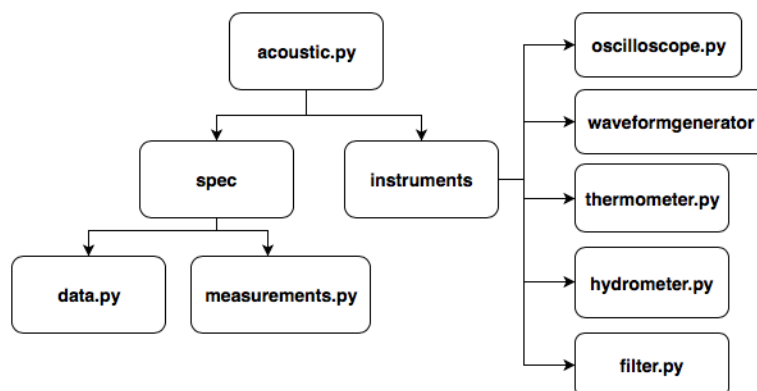 acoustic.py
oscilloscope.py
waveformgenerator
spec
instruments
thermometer.py
data.py
measurements.py
hydrometer.py
filter.py